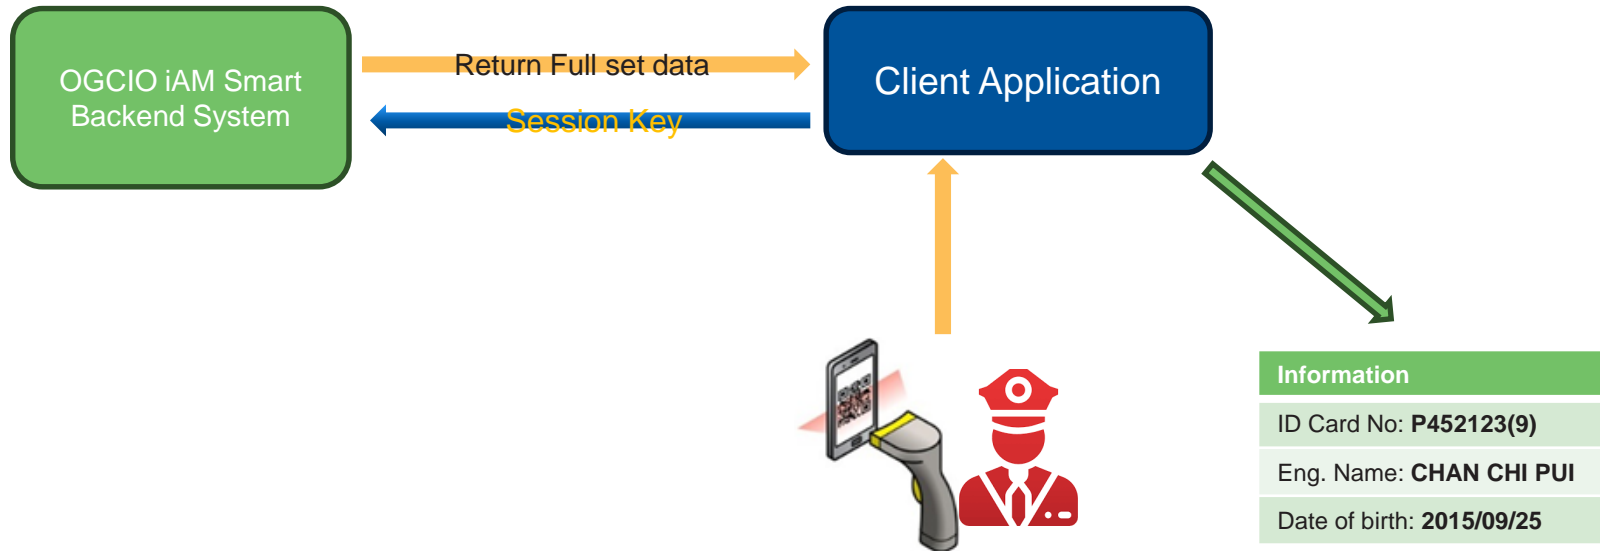 OGCIO iAM Smart
Backend System
Return Full set data
Session Key
Client Application
Information
ID Card No: P452123(9)
Eng. Name: CHAN CHI PUI
Date of birth: 2015/09/25